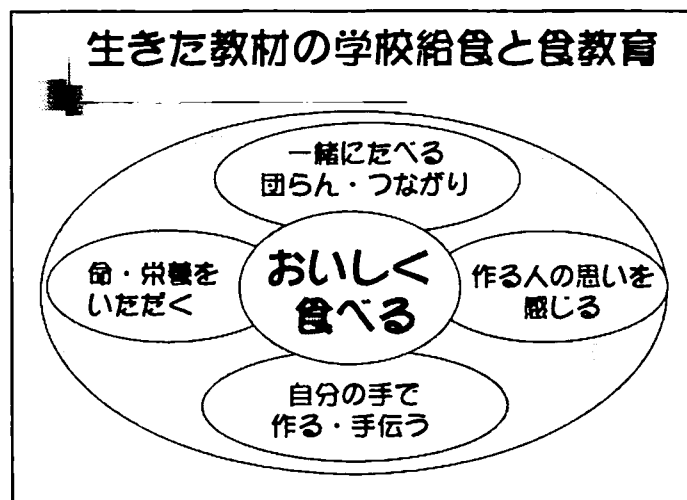 生きた教材の学校給食と食教育
一緒にたべる
団らん・つながり
命・栄養を
いただく
おいしく
食べる
作る人の思いを
感じる
自分の手で
作る・手伝う